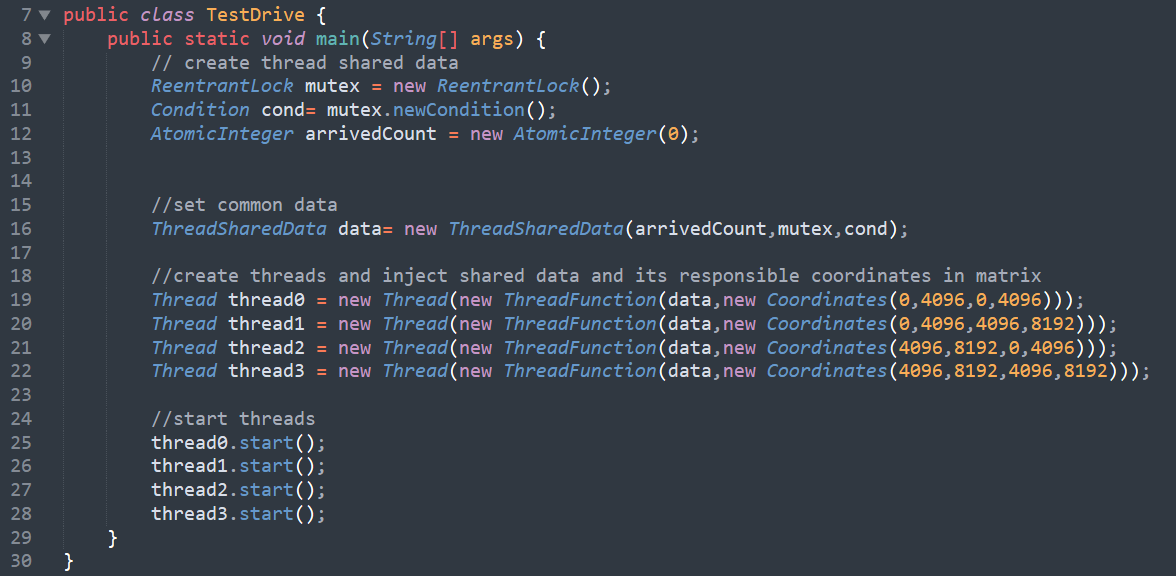 7 public class TestDrive {
8 public static void main(String[] args) {
9 // create thread shared data
10 ReentrantLock mutex = new ReentrantLock();
11 Condition cond= mutex.newCondition();
12 AtomicInteger arrivedCount = new AtomicInteger(0);
13
14
15 //set common data
16 ThreadSharedData data= new ThreadSharedData(arrivedCount,mutex,cond);
17
18 //create threads and inject shared data and its responsible coordinates in matrix
19 Thread thread0 = new Thread(new ThreadFunction(data,new Coordinates(0,4096,0,4096)));
20 Thread thread1 = new Thread(new ThreadFunction(data,new Coordinates(0,4096,4096,8192)));
21 Thread thread2 = new Thread(new ThreadFunction(data,new Coordinates(4096,8192,0,4096)));
22 Thread thread3 = new Thread(new ThreadFunction(data,new Coordinates(4096,8192,4096,8192)));
23
24 //start threads
25 thread0.start();
26 thread1.start();
27 thread2.start();
28 thread3.start();
29 }
30 }